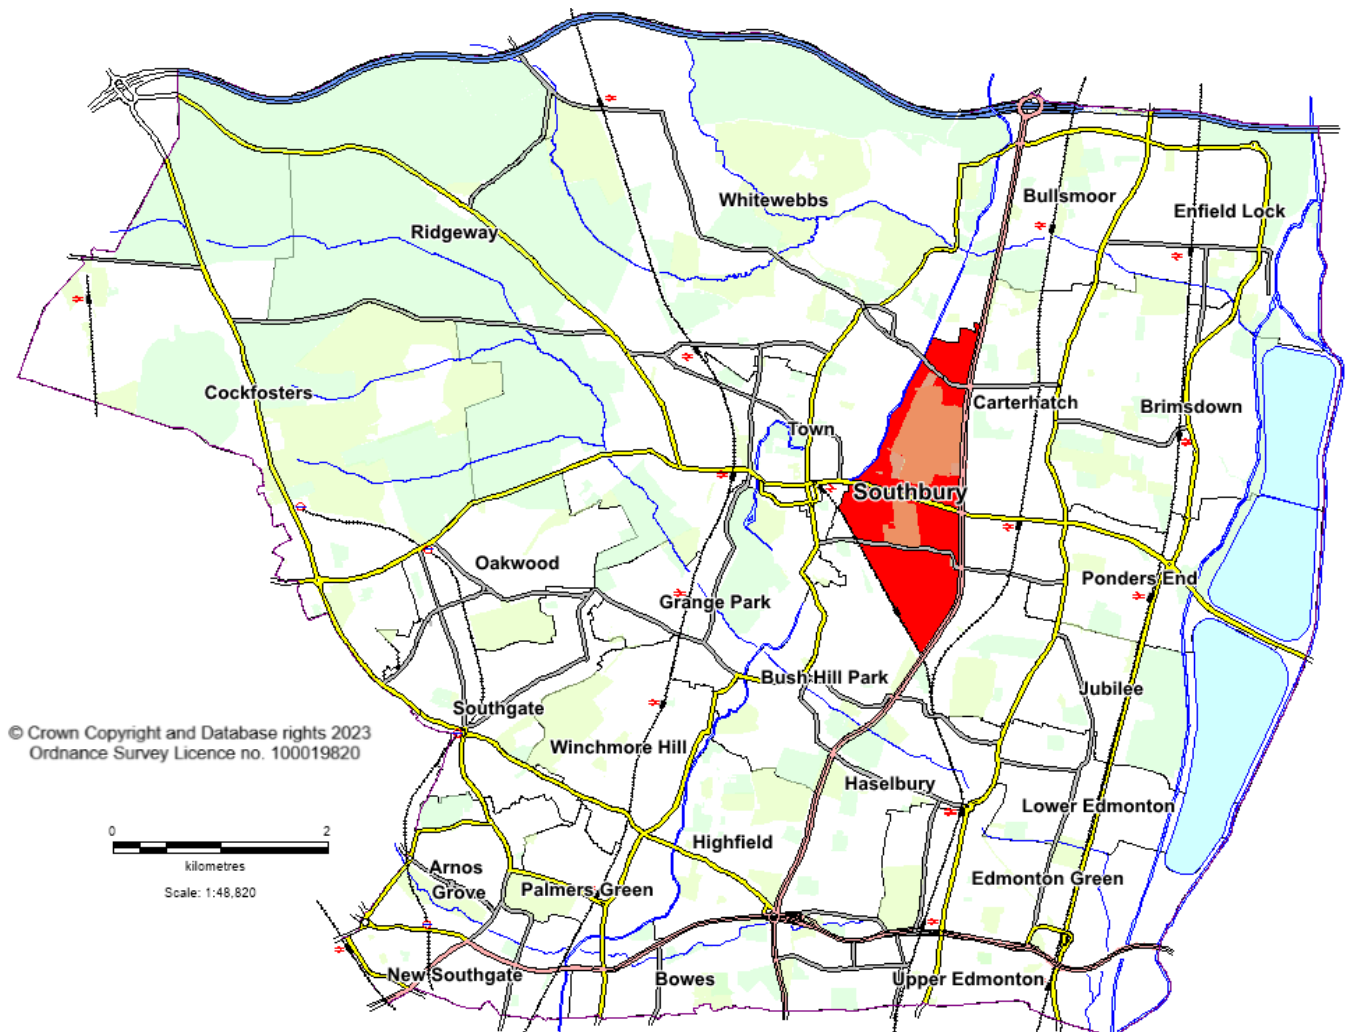 Whitewebbs
Bullsmoor
Enfield Lock
Ridgeway
Cockfosters
Carterhatch
Brimsdown
Town
Southbury
Oakwood
Ponders End
Grange Park
Bush Hill Park
Jubilee
Southgate
© Crown Copyright and Database rights 2023
Ordnance Survey Licence no. 100019820
Winchmore Hill
Haselbury
Lower Edmonton
0 2
kilometres
Scale: 1:48,820
Highfield
Arnos
Grove
Palmers Green
Edmonton Green
New Southgate
Bowes
Upper Edmonton